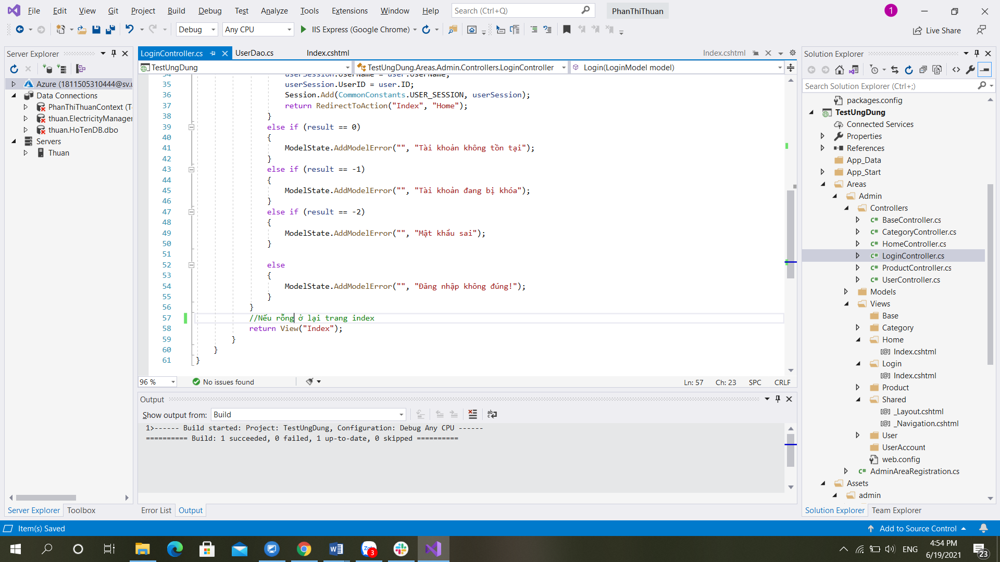 File Edit View Git Project Build Debug Test Analyze Tools Extensions Window Help Search (Ctrl+Q) PhanThiThuan 1
Debug Any CPU IIS Express (Google Chrome) Live Share
Server Explorer
Azure (1811505310444@sv.u
Data Connections
PhanThiThuanContext (T
thuan.ElectricityManager
thuan.HoTenDB.dbo
Servers
Thuan
Server Explorer Toolbox
LoginController.cs UserDao.cs Index.cshtml Index.cshtml
TestUngDung TestUngDung.Areas.Admin.Controllers.LoginController Login(LoginModel model)
34 userSession.UserName = user.UserName;
35 userSession.UserID = user.ID;
36 Session.Add(CommonConstants.USER_SESSION, userSession);
37 return RedirectToAction("Index", "Home");
38 }
39 else if (result == 0)
40 {
41 ModelState.AddModelError("", "Tài khoản không tồn tại");
42 }
43 else if (result == -1)
44 {
45 ModelState.AddModelError("", "Tài khoản đang bị khóa");
46 }
47 else if (result == -2)
48 {
49 ModelState.AddModelError("", "Mật khẩu sai");
50 }
51
52 else
53 {
54 ModelState.AddModelError("", "Đăng nhập không đúng!");
55 }
56 }
57 //Nếu rỗng ở lại trang index
58 return View("Index");
59 }
60 }
61 }
96 % No issues found Ln: 57 Ch: 23 SPC CRLF
Output
Show output from: Build
1>------ Build started: Project: TestUngDung, Configuration: Debug Any CPU ------
========== Build: 1 succeeded, 0 failed, 1 up-to-date, 0 skipped ==========
Error List Output
Solution Explorer
Search Solution Explorer (Ctrl+;)
packages.config
TestUngDung
Connected Services
Properties
References
App_Data
App_Start
Areas
Admin
Controllers
C# BaseController.cs
C# CategoryController.cs
C# HomeController.cs
C# LoginController.cs
C# ProductController.cs
C# UserController.cs
Models
Views
Base
Category
Home
[@] Index.cshtml
Login
[@] Index.cshtml
Product
Shared
[@] _Layout.cshtml
[@] _Navigation.cshtml
User
UserAccount
web.config
C# AdminAreaRegistration.cs
Assets
admin
Solution Explorer Team Explorer
Item(s) Saved Add to Source Control
Zalo 3 ENG 4:54 PM
6/19/2021 23